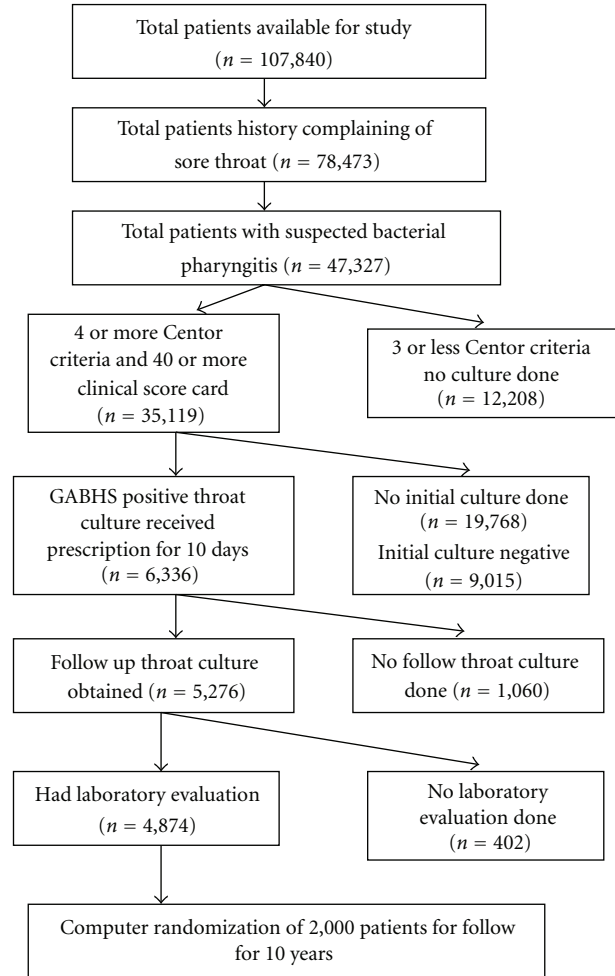 Total patients available for study
(n = 107,840)
Total patients history complaining of
sore throat (n = 78,473)
Total patients with suspected bacterial
pharyngitis (n = 47,327)
4 or more Centor
criteria and 40 or more
clinical score card
(n = 35,119)
3 or less Centor criteria
no culture done
(n = 12,208)
GABHS positive throat
culture received
prescription for 10 days
(n = 6,336)
No initial culture done
(n = 19,768)
Initial culture negative
(n = 9,015)
Follow up throat culture
obtained (n = 5,276)
No follow throat culture
done (n = 1,060)
Had laboratory evaluation
(n = 4,874)
No laboratory
evaluation done
(n = 402)
Computer randomization of 2,000 patients for follow
for 10 years